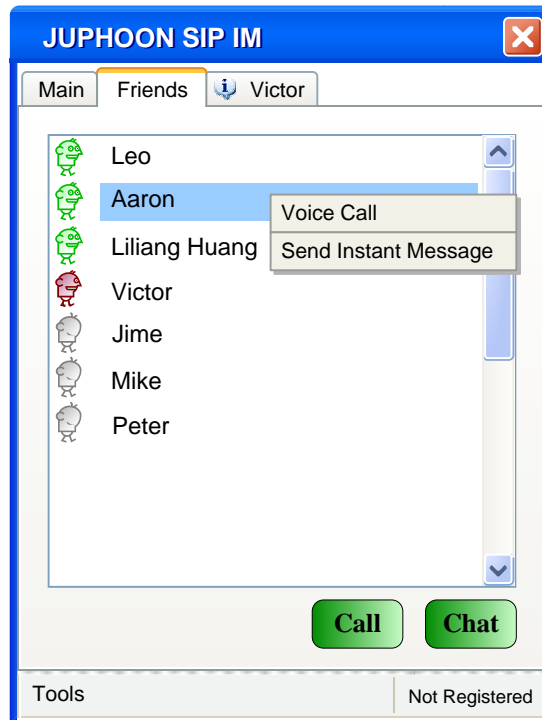 JUPHOON SIP IM
Main
Friends
Victor
Leo
Aaron
Voice Call
Liliang Huang
Send Instant Message
Victor
Jime
Mike
Peter
Call
Chat
Tools
Not Registered